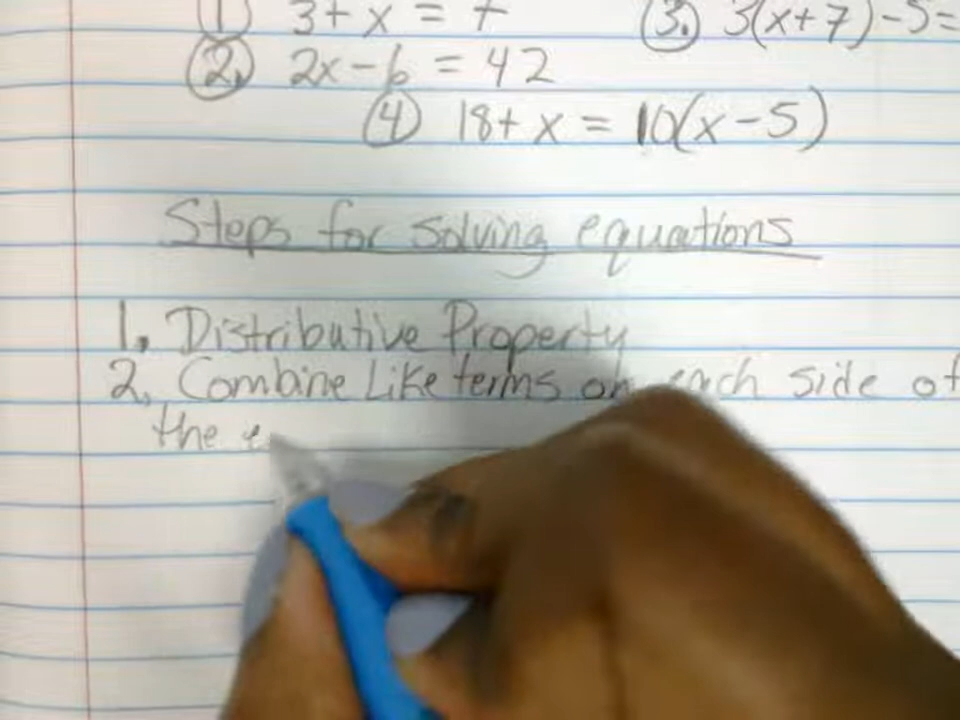 ① 3 + x = 7 ③. 3(x+7) -5=
②. 2x - 6 = 42
④ 18 + x = 10(x - 5)
Steps for solving equations
1. Distributive Property
2. Combine Like terms on each side of
the e